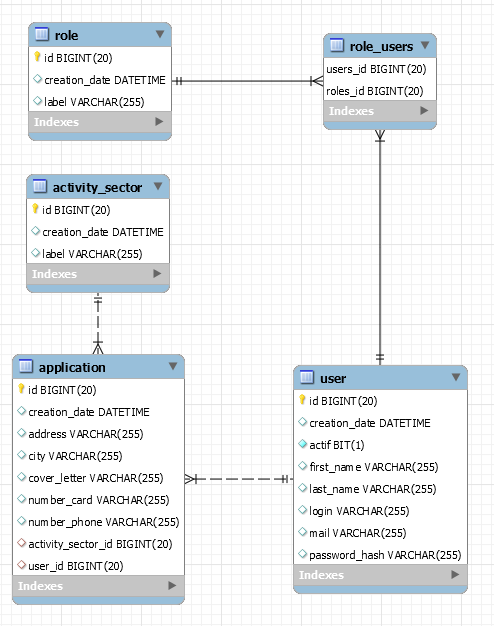 role
id BIGINT(20)
creation_date DATETIME
label VARCHAR(255)
Indexes
role_users
users_id BIGINT(20)
roles_id BIGINT(20)
Indexes
activity_sector
id BIGINT(20)
creation_date DATETIME
label VARCHAR(255)
Indexes
application
id BIGINT(20)
creation_date DATETIME
address VARCHAR(255)
city VARCHAR(255)
cover_letter VARCHAR(255)
number_card VARCHAR(255)
number_phone VARCHAR(255)
activity_sector_id BIGINT(20)
user_id BIGINT(20)
Indexes
user
id BIGINT(20)
creation_date DATETIME
actif BIT(1)
first_name VARCHAR(255)
last_name VARCHAR(255)
login VARCHAR(255)
mail VARCHAR(255)
password_hash VARCHAR(255)
Indexes